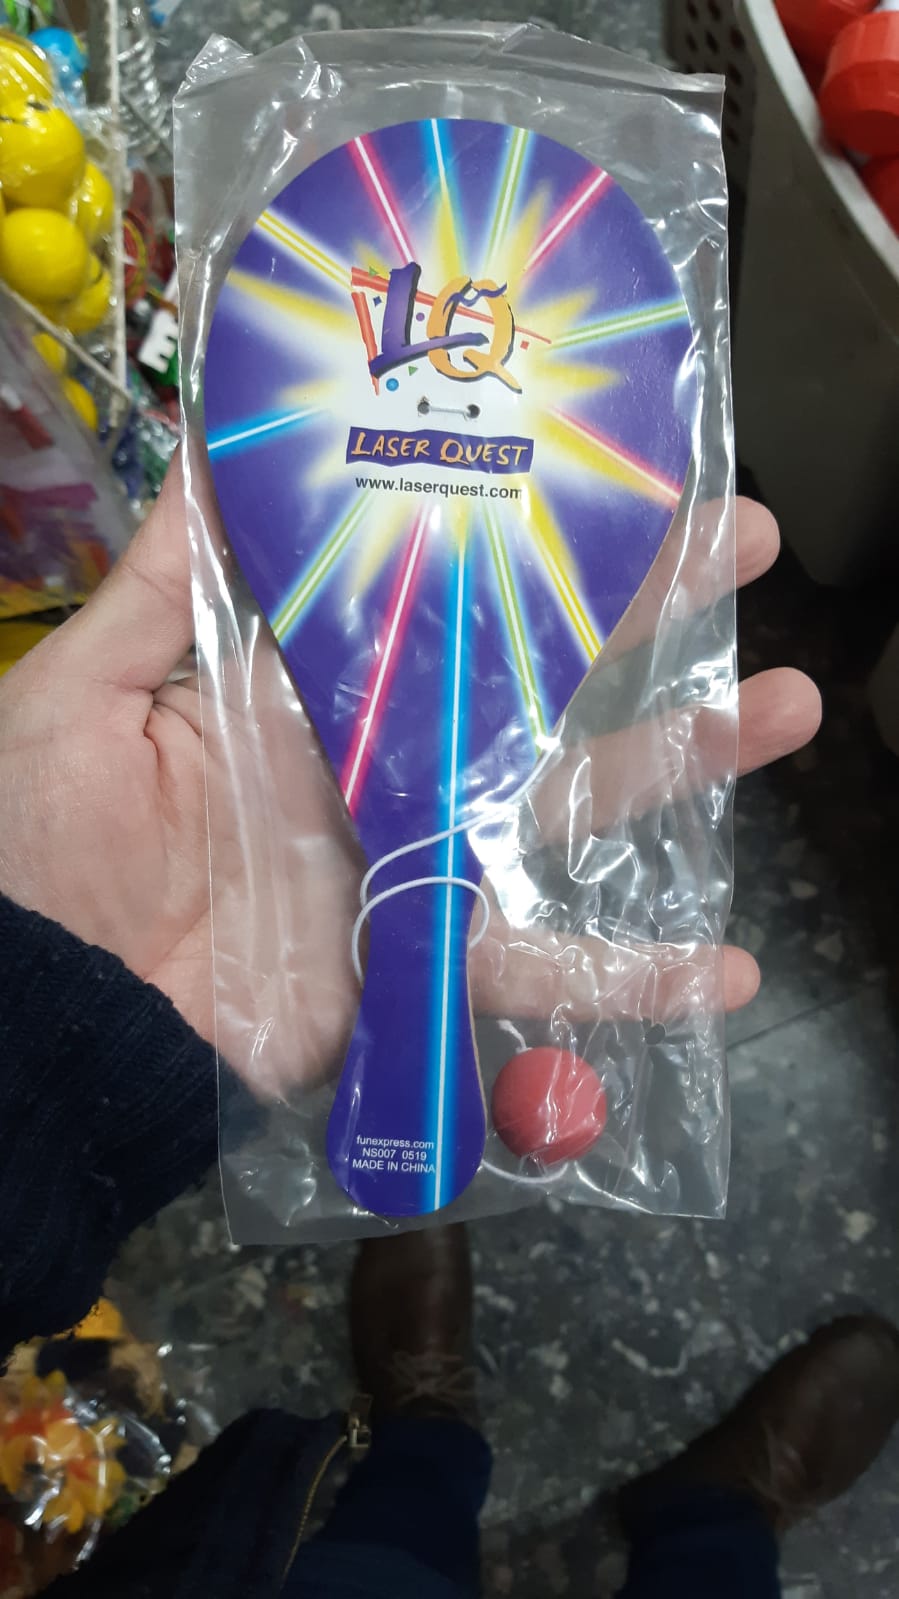 LQ
LASER QUEST
www.laserquest.com
funexpress.com
NS007 0519
MADE IN CHINA
E